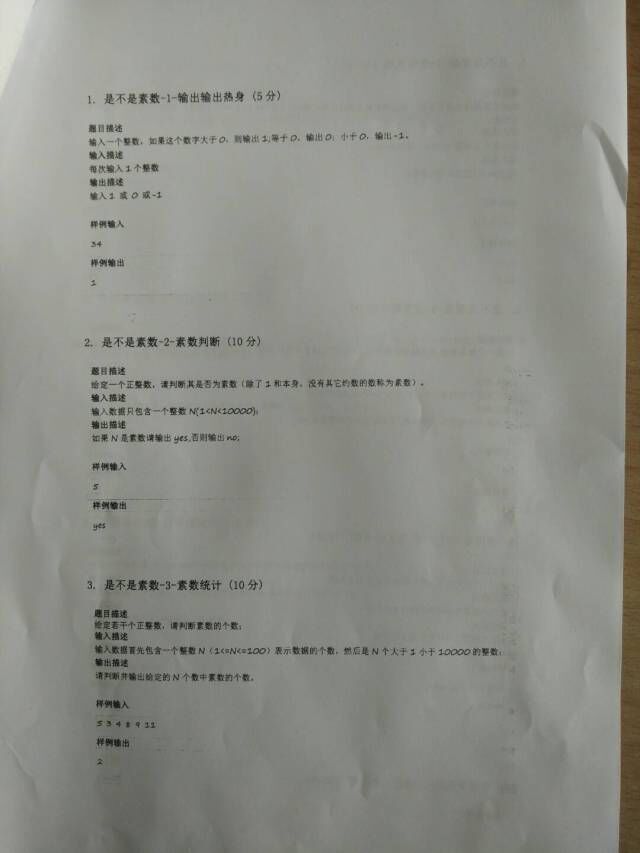 1. 是不是素数-1-输出输出热身（5 分）
题目描述
输入一个整数，如果这个数字大于 0，则输出 1;等于 0，输出 0；小于 0，输出 -1。
输入描述
每次输入 1 个整数
输出描述
输入 1 或 0 或 -1
样例输入
34
样例输出
1
2. 是不是素数-2-素数判断（10 分）
题目描述
给定一个正整数，请判断其是否为素数（除了 1 和本身，没有其它约数的数称为素数）。
输入描述
输入数据只包含一个整数 N(1<N<10000);
输出描述
如果 N 是素数请输出 yes,否则输出 no;
样例输入
5
样例输出
yes
3. 是不是素数-3-素数统计（10 分）
题目描述
给定若干个正整数，请判断素数的个数；
输入描述
输入数据首先包含一个整数 N（1<=N<=100）表示数据的个数，然后是 N 个大于 1 小于 10000 的整数；
输出描述
请判断并输出给定的 N 个数中素数的个数。
样例输入
5 3 4 8 9 11
样例输出
2